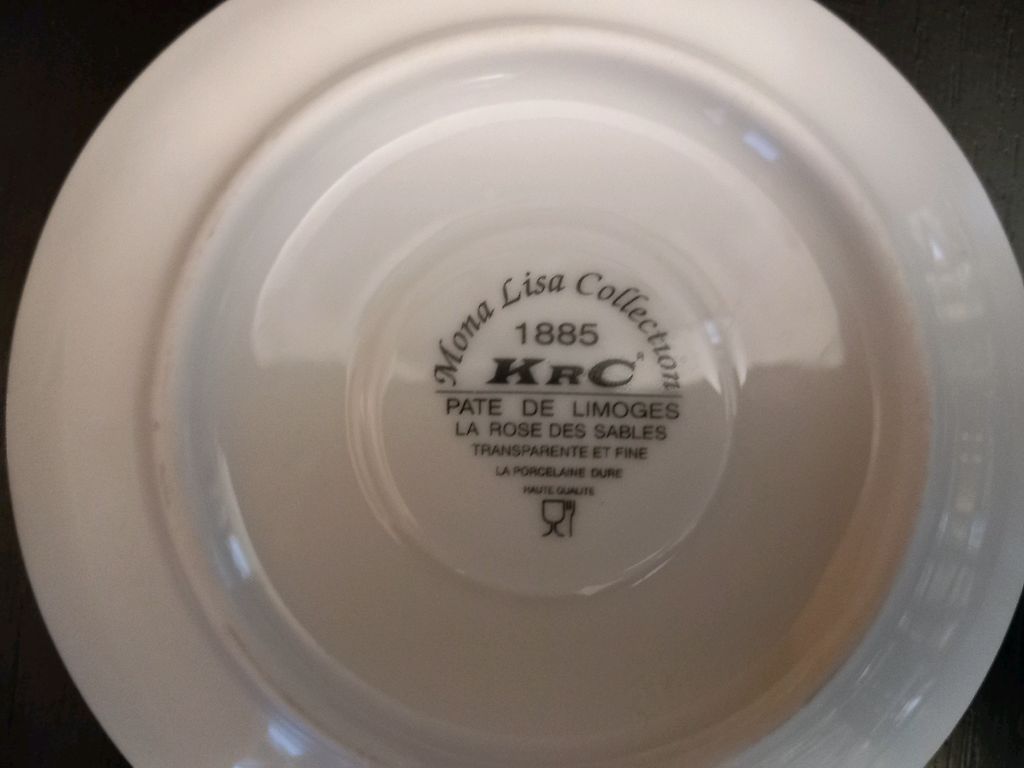 Mona Lisa Collection
1885
KRC®
PATE DE LIMOGES
LA ROSE DES SABLES
TRANSPARENTE ET FINE
LA PORCELAINE DURE
HAUTE QUALITE